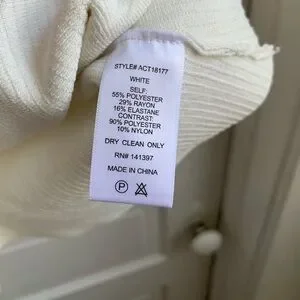 STYLE# ACT18177
WHITE
SELF:
55% POLYESTER
29% RAYON
16% ELASTANE
CONTRAST:
90% POLYESTER
10% NYLON
DRY CLEAN ONLY
RN# 141397
MADE IN CHINA
P